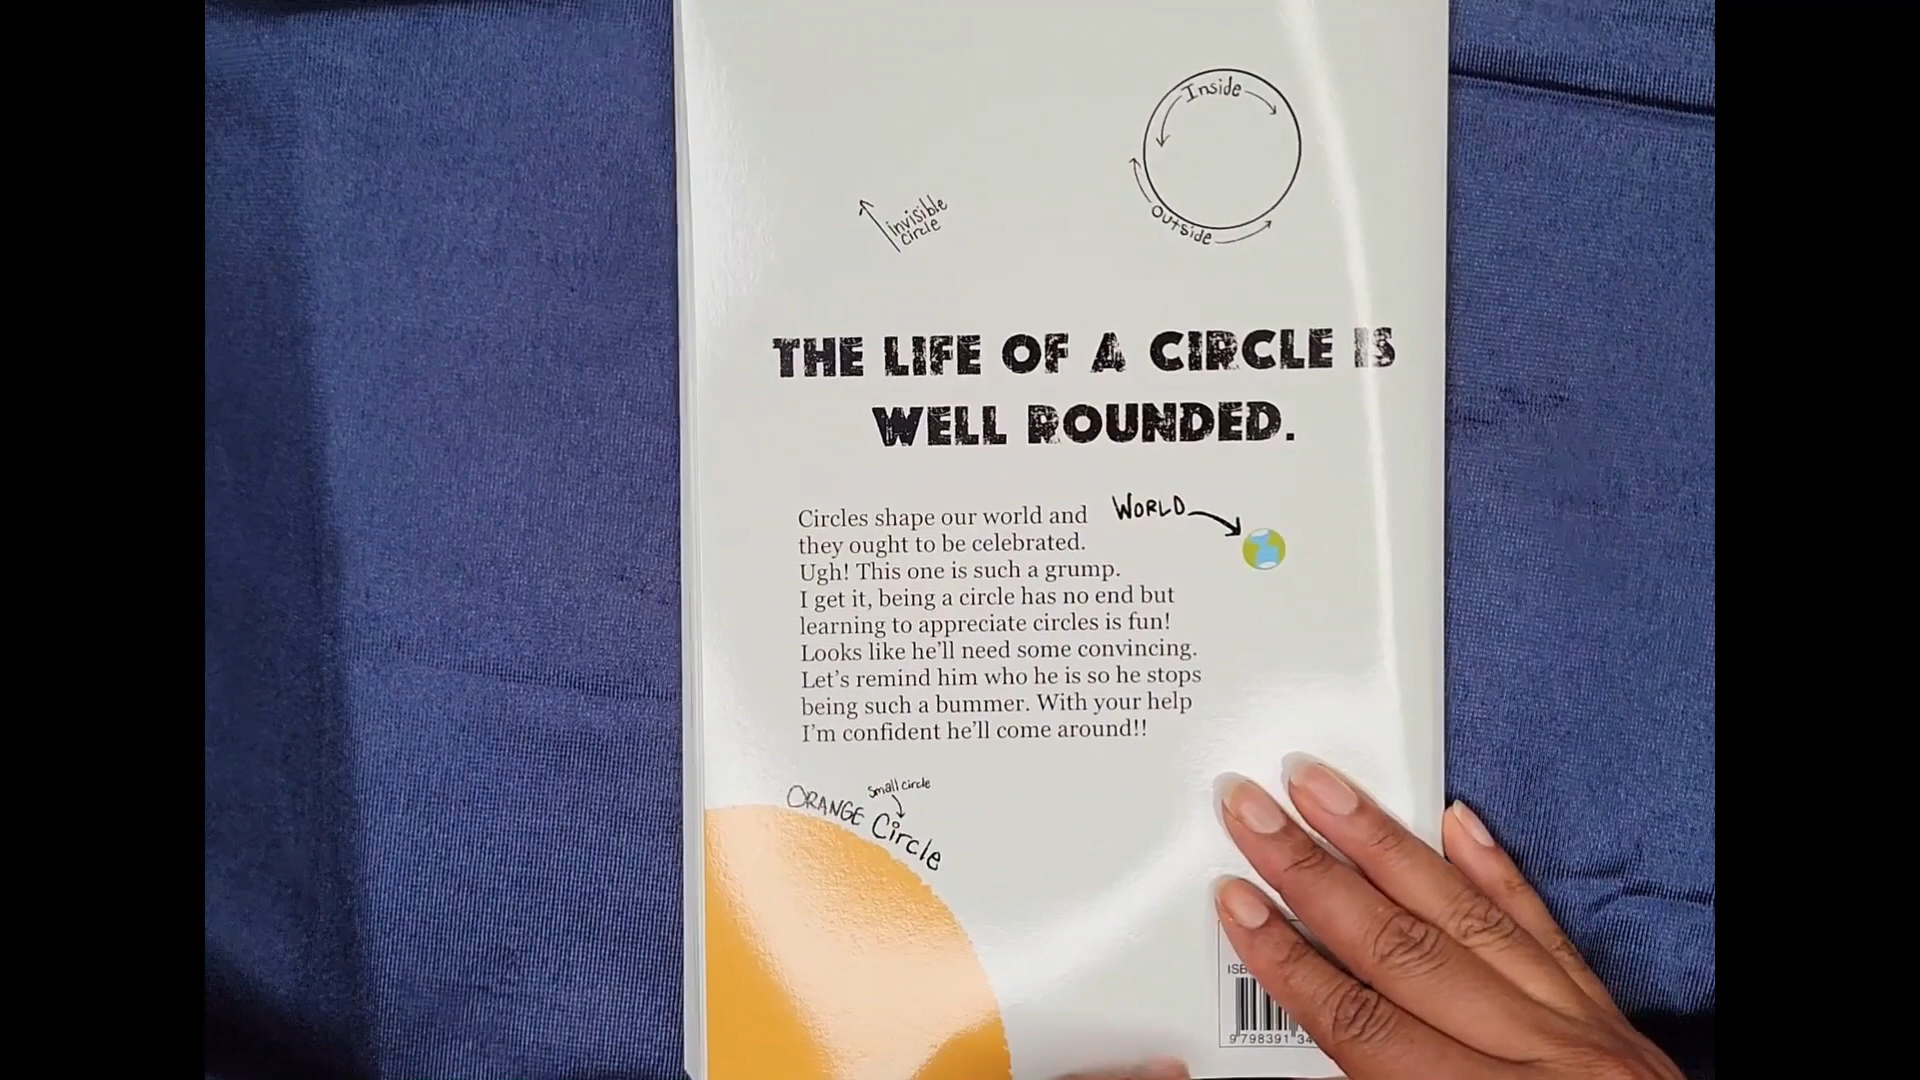 Inside
Outside
invisible
circle
THE LIFE OF A CIRCLE IS
WELL ROUNDED.
WORLD
Circles shape our world and
they ought to be celebrated.
Ugh! This one is such a grump.
I get it, being a circle has no end but
learning to appreciate circles is fun!
Looks like he'll need some convincing.
Let's remind him who he is so he stops
being such a bummer. With your help
I'm confident he'll come around!!
small circle
ORANGE Circle
9 798391 34